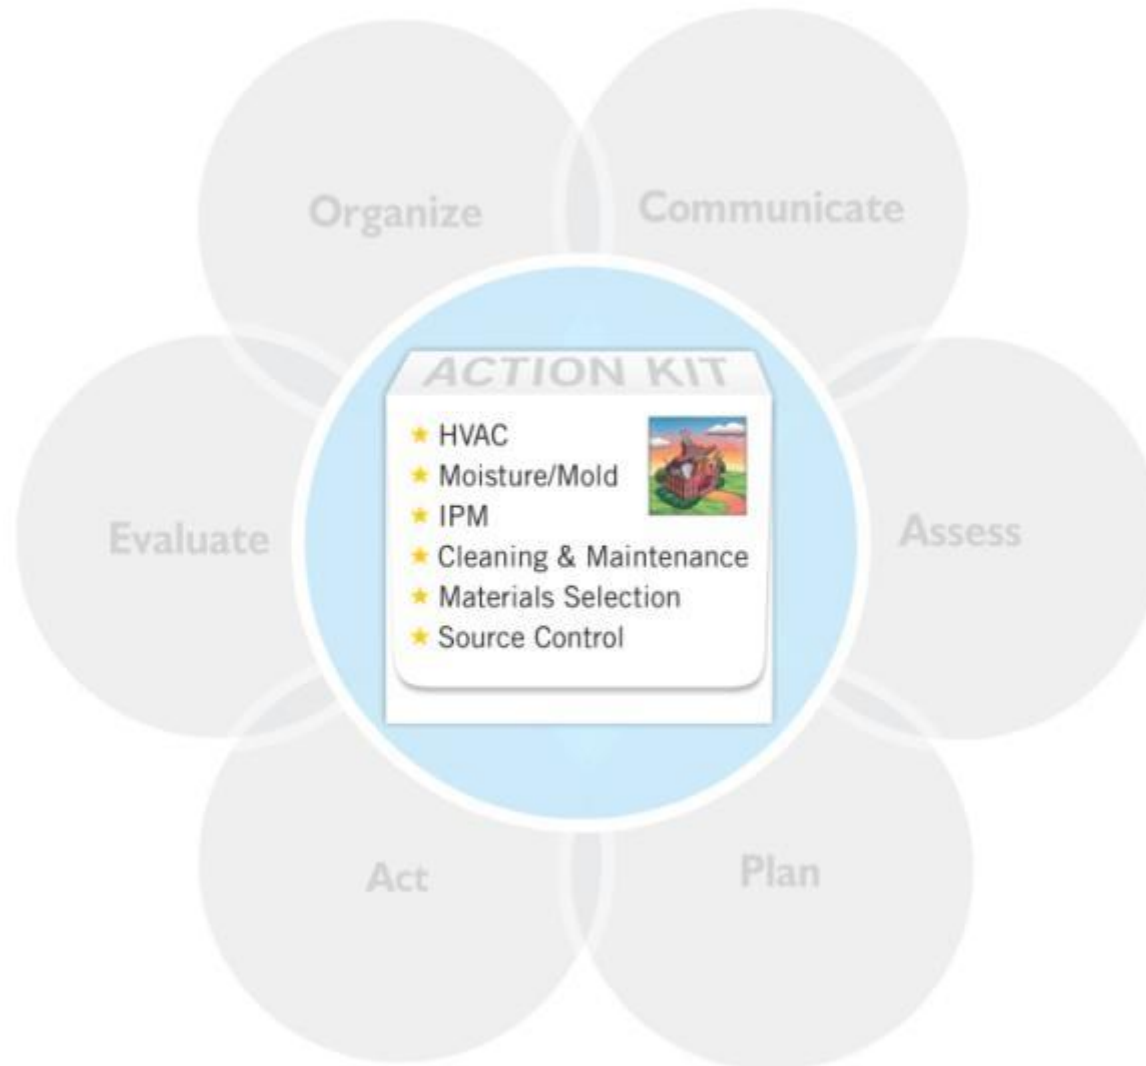 Organize
Communicate
ACTION KIT
HVAC
Moisture/Mold
IPM
Cleaning & Maintenance
Materials Selection
Source Control
Evaluate
Assess
Act
Plan